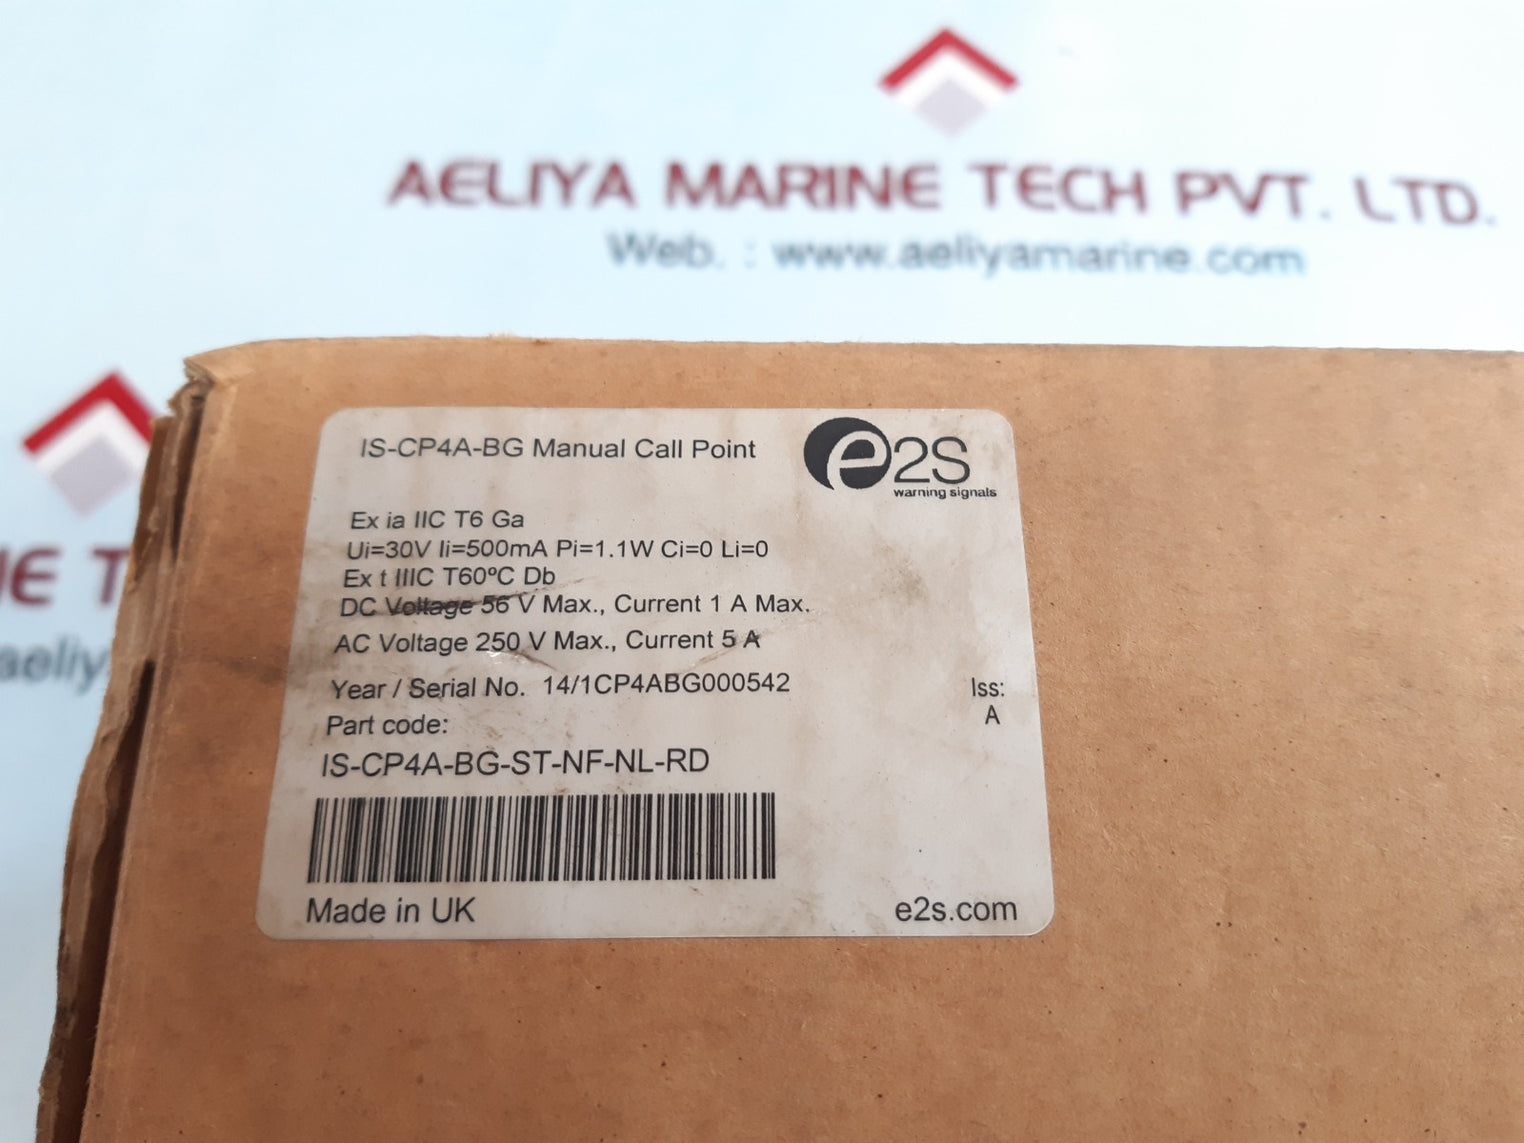 AELIYA MARINE TECH PVT. LTD.
Web. : www.aeliyamarine.com
NE T
aeliy
IS-CP4A-BG Manual Call Point
e2S
warning signals
Ex ia IIC T6 Ga
Ui=30V Ii=500mA Pi=1.1W Ci=0 Li=0
Ex t IIIC T60ºC Db
DC Voltage 56 V Max., Current 1 A Max.
AC Voltage 250 V Max., Current 5 A
Year / Serial No. 14/1CP4ABG000542
Iss:
A
Part code:
IS-CP4A-BG-ST-NF-NL-RD
Made in UK
e2s.com